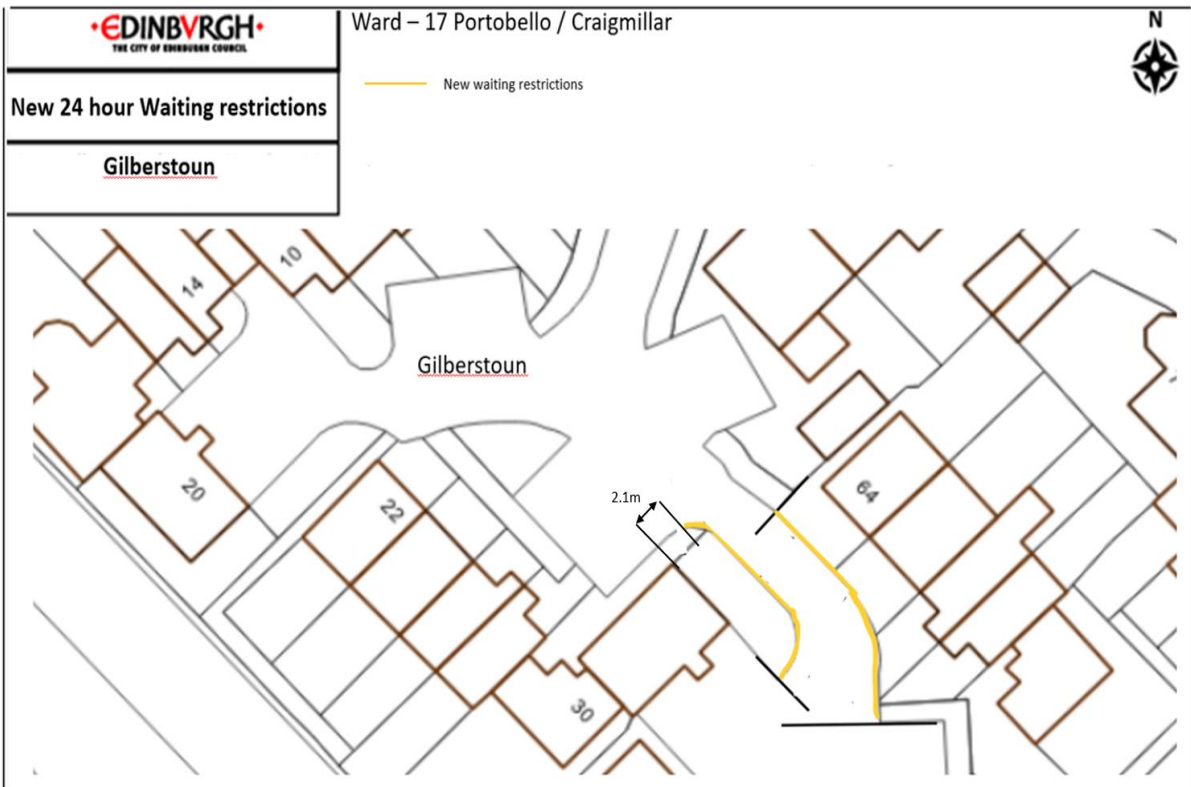 EDINBVRGH
THE CITY OF EDINBURGH COUNCIL
New 24 hour Waiting restrictions
Gilberstoun
Ward – 17 Portobello / Craigmillar
New waiting restrictions
N
10
14
Gilberstoun
20
22
64
2.1m
30